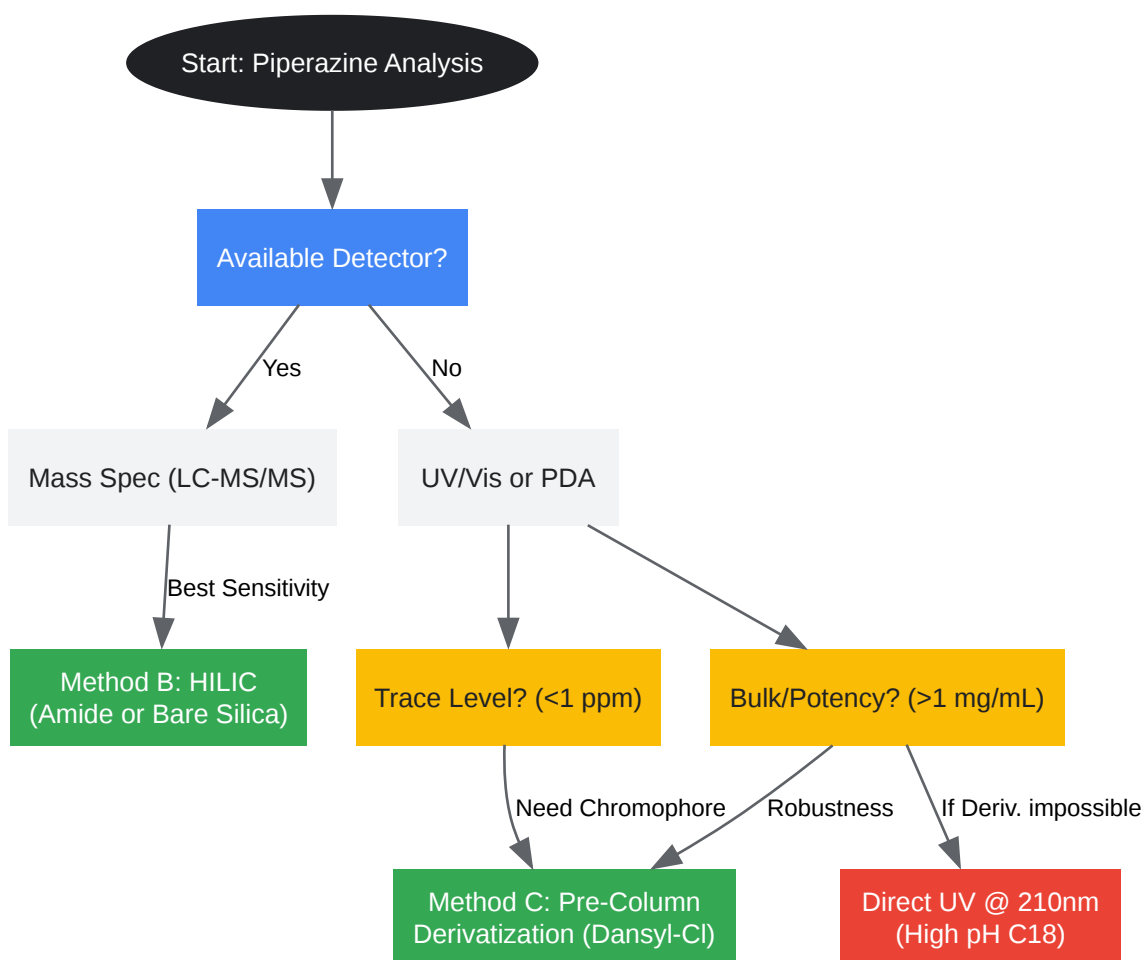 Start: Piperazine Analysis
Available Detector?
Yes
No
Mass Spec (LC-MS/MS)
UV/Vis or PDA
Best Sensitivity
Method B: HILIC
(Amide or Bare Silica)
Trace Level? (<1 ppm)
Bulk/Potency? (>1 mg/mL)
Need Chromophore
Robustness
If Deriv. impossible
Method C: Pre-Column
Derivatization (Dansyl-Cl)
Direct UV @ 210nm
(High pH C18)